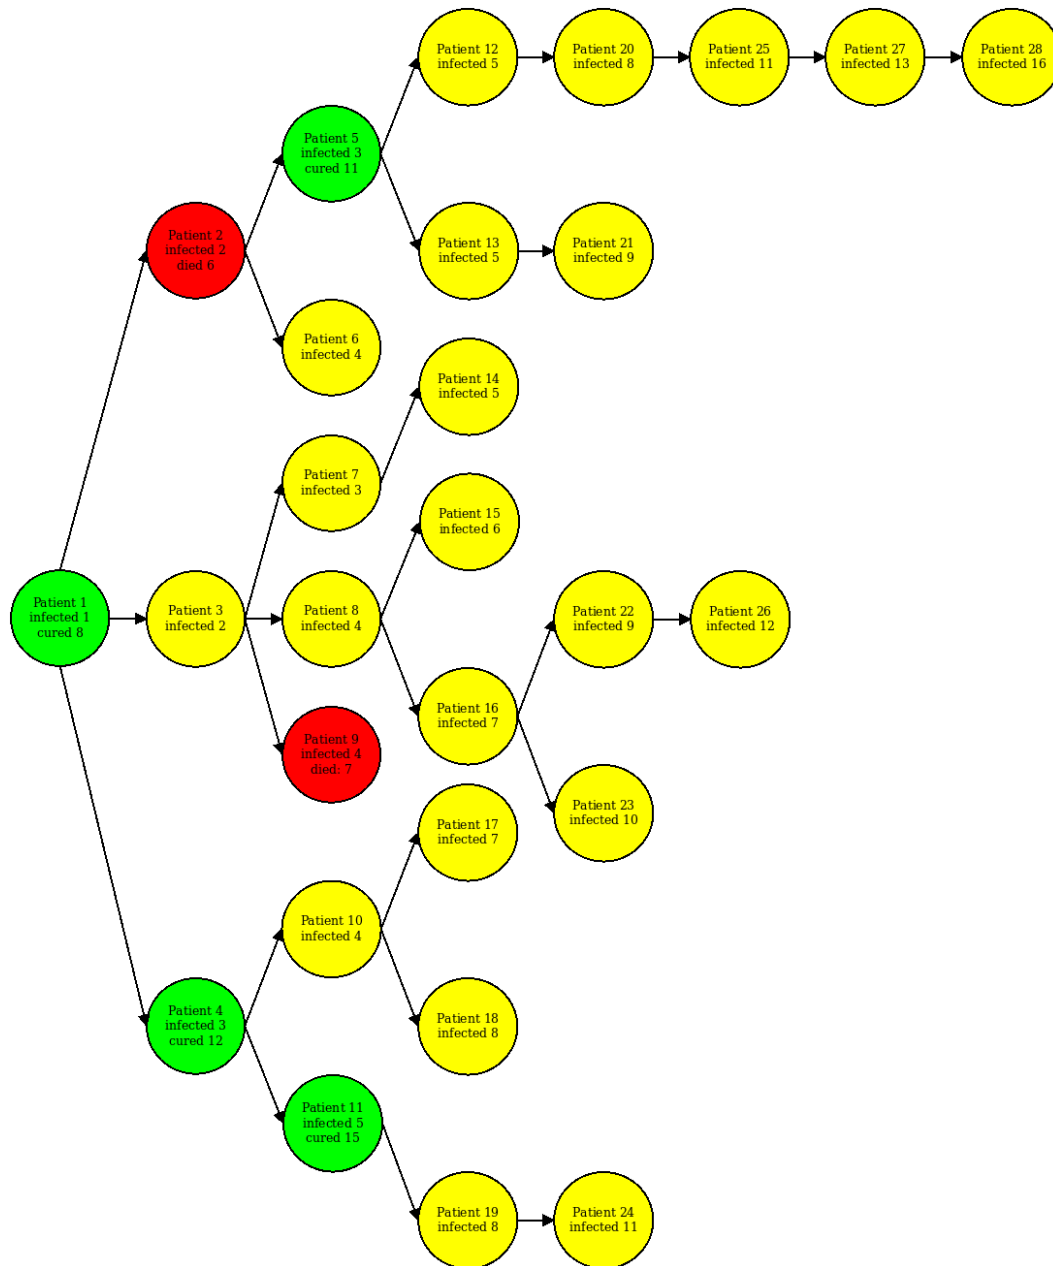 Patient 12
infected 5
Patient 20
infected 8
Patient 25
infected 11
Patient 27
infected 13
Patient 28
infected 16
Patient 5
infected 3
cured 11
Patient 2
infected 2
died 6
Patient 13
infected 5
Patient 21
infected 9
Patient 6
infected 4
Patient 14
infected 5
Patient 7
infected 3
Patient 15
infected 6
Patient 1
infected 1
cured 8
Patient 3
infected 2
Patient 8
infected 4
Patient 22
infected 9
Patient 26
infected 12
Patient 16
infected 7
Patient 9
infected 4
died: 7
Patient 23
infected 10
Patient 17
infected 7
Patient 10
infected 4
Patient 4
infected 3
cured 12
Patient 18
infected 8
Patient 11
infected 5
cured 15
Patient 19
infected 8
Patient 24
infected 11